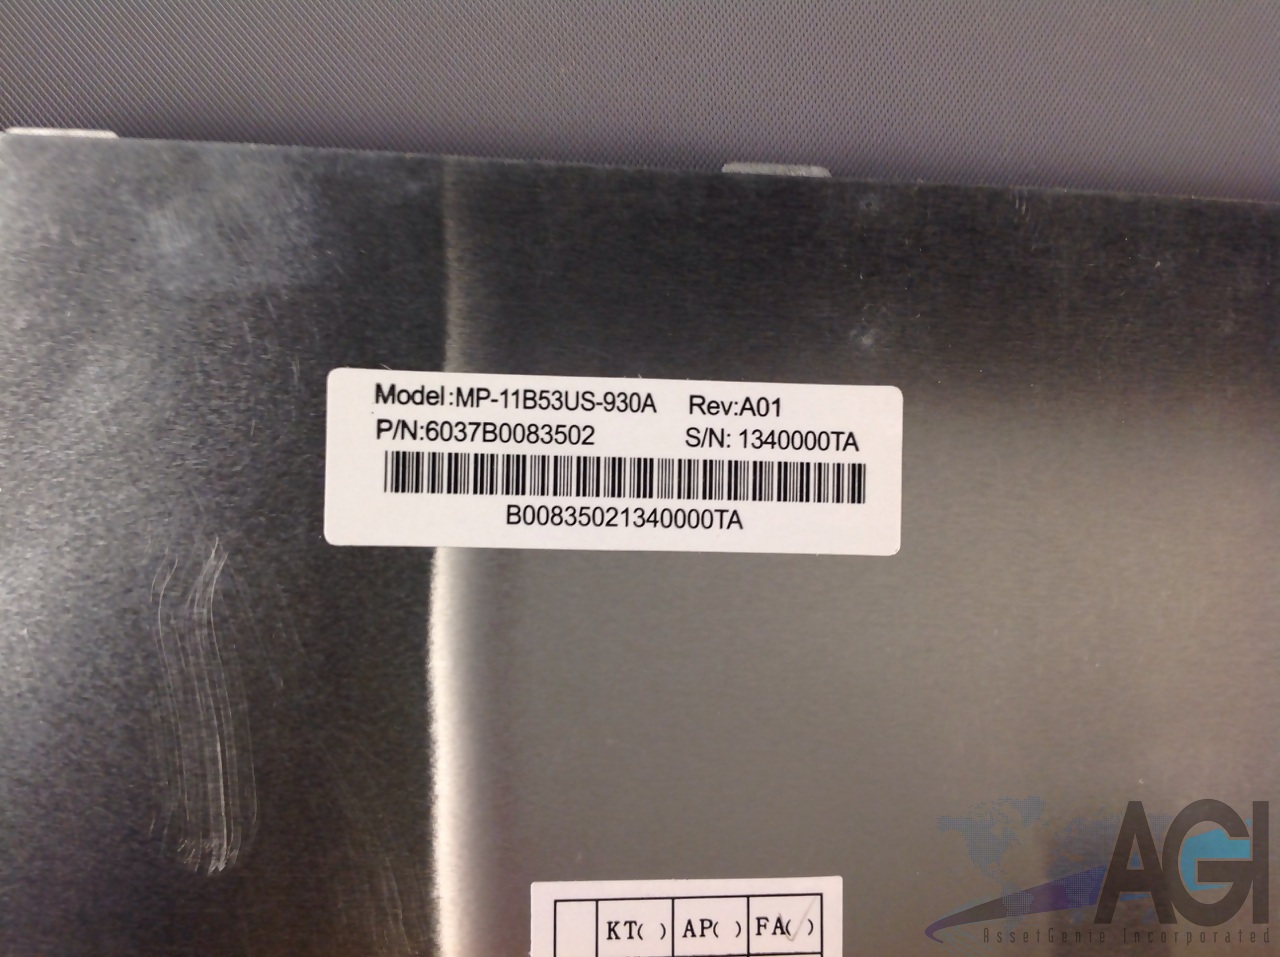 Model:MP-11B53US-930A Rev:A01
P/N:6037B0083502 S/N: 1340000TA
B00835021340000TA
KT( ) AP( ) FA( )
AGI
AssetGenie Incorporated